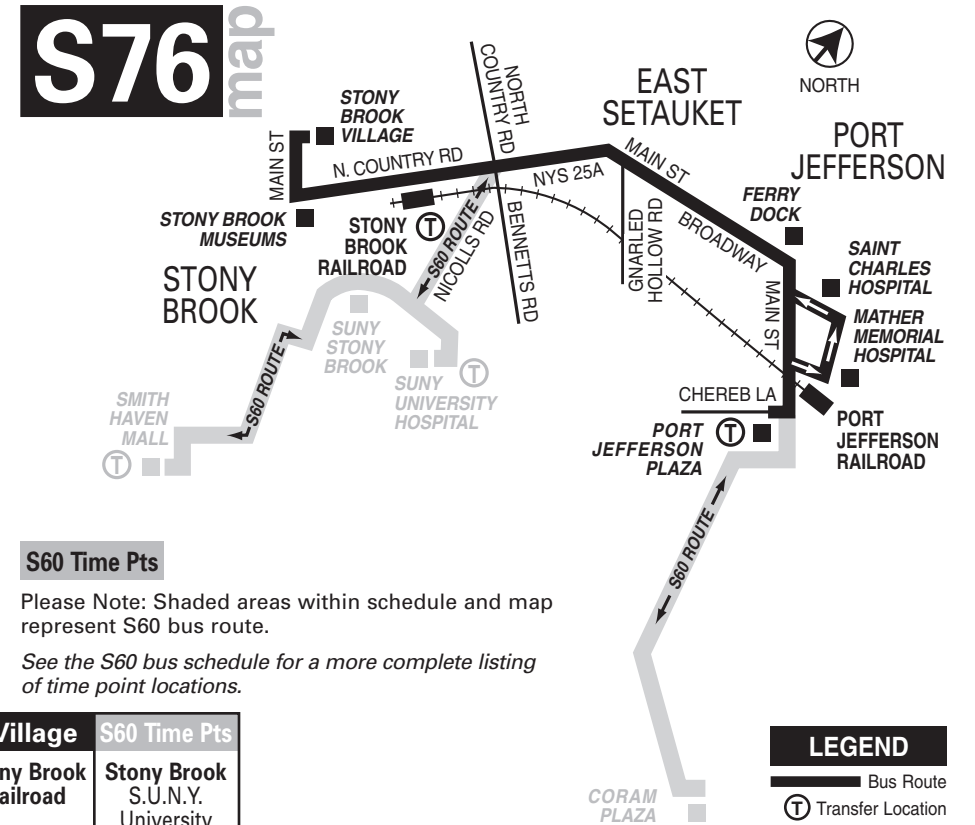 S76
map
NORTH
STONY
BROOK
VILLAGE
MAIN ST
N. COUNTRY RD
NORTH
COUNTRY RD
EAST
SETAUKET
PORT
JEFFERSON
MAIN ST
NYS 25A
FERRY
DOCK
STONY BROOK
MUSEUMS
STONY
BROOK
RAILROAD
T
S60 ROUTE
NICOLLS RD
BENNETTS RD
GNARLED
HOLLOW RD
BROADWAY
MAIN ST
SAINT
CHARLES
HOSPITAL
MATHER
MEMORIAL
HOSPITAL
STONY
BROOK
SUNY
STONY
BROOK
SUNY
UNIVERSITY
HOSPITAL
T
S60 ROUTE
SMITH
HAVEN
MALL
T
CHEREB LA
PORT
JEFFERSON
PLAZA
T
PORT
JEFFERSON
RAILROAD
S60 ROUTE
CORAM
PLAZA
S60 Time Pts
Please Note: Shaded areas within schedule and map
represent S60 bus route.
See the S60 bus schedule for a more complete listing
of time point locations.
Village S60 Time Pts
ny Brook
ailroad
Stony Brook
S.U.N.Y.
University
LEGEND
Bus Route
T Transfer Location